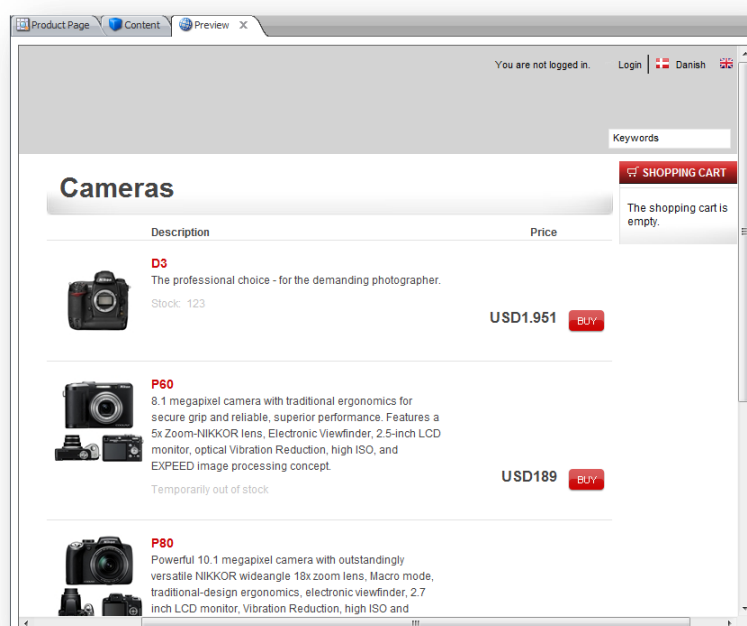 Product Page
Content
Preview X
You are not logged in.
Login
Danish
Keywords
SHOPPING CART
The shopping cart is
empty.
Cameras
Description
Price
D3
The professional choice - for the demanding photographer.
Stock: 123
USD1.951
BUY
P60
8.1 megapixel camera with traditional ergonomics for
secure grip and reliable, superior performance. Features a
5x Zoom-NIKKOR lens, Electronic Viewfinder, 2.5-inch LCD
monitor, optical Vibration Reduction, high ISO, and
EXPEED image processing concept.
Temporarily out of stock
USD189
BUY
P80
Powerful 10.1 megapixel camera with outstandingly
versatile NIKKOR wideangle 18x zoom lens, Macro mode,
traditional-design ergonomics, electronic viewfinder, 2.7
inch LCD monitor, Vibration Reduction, high ISO and